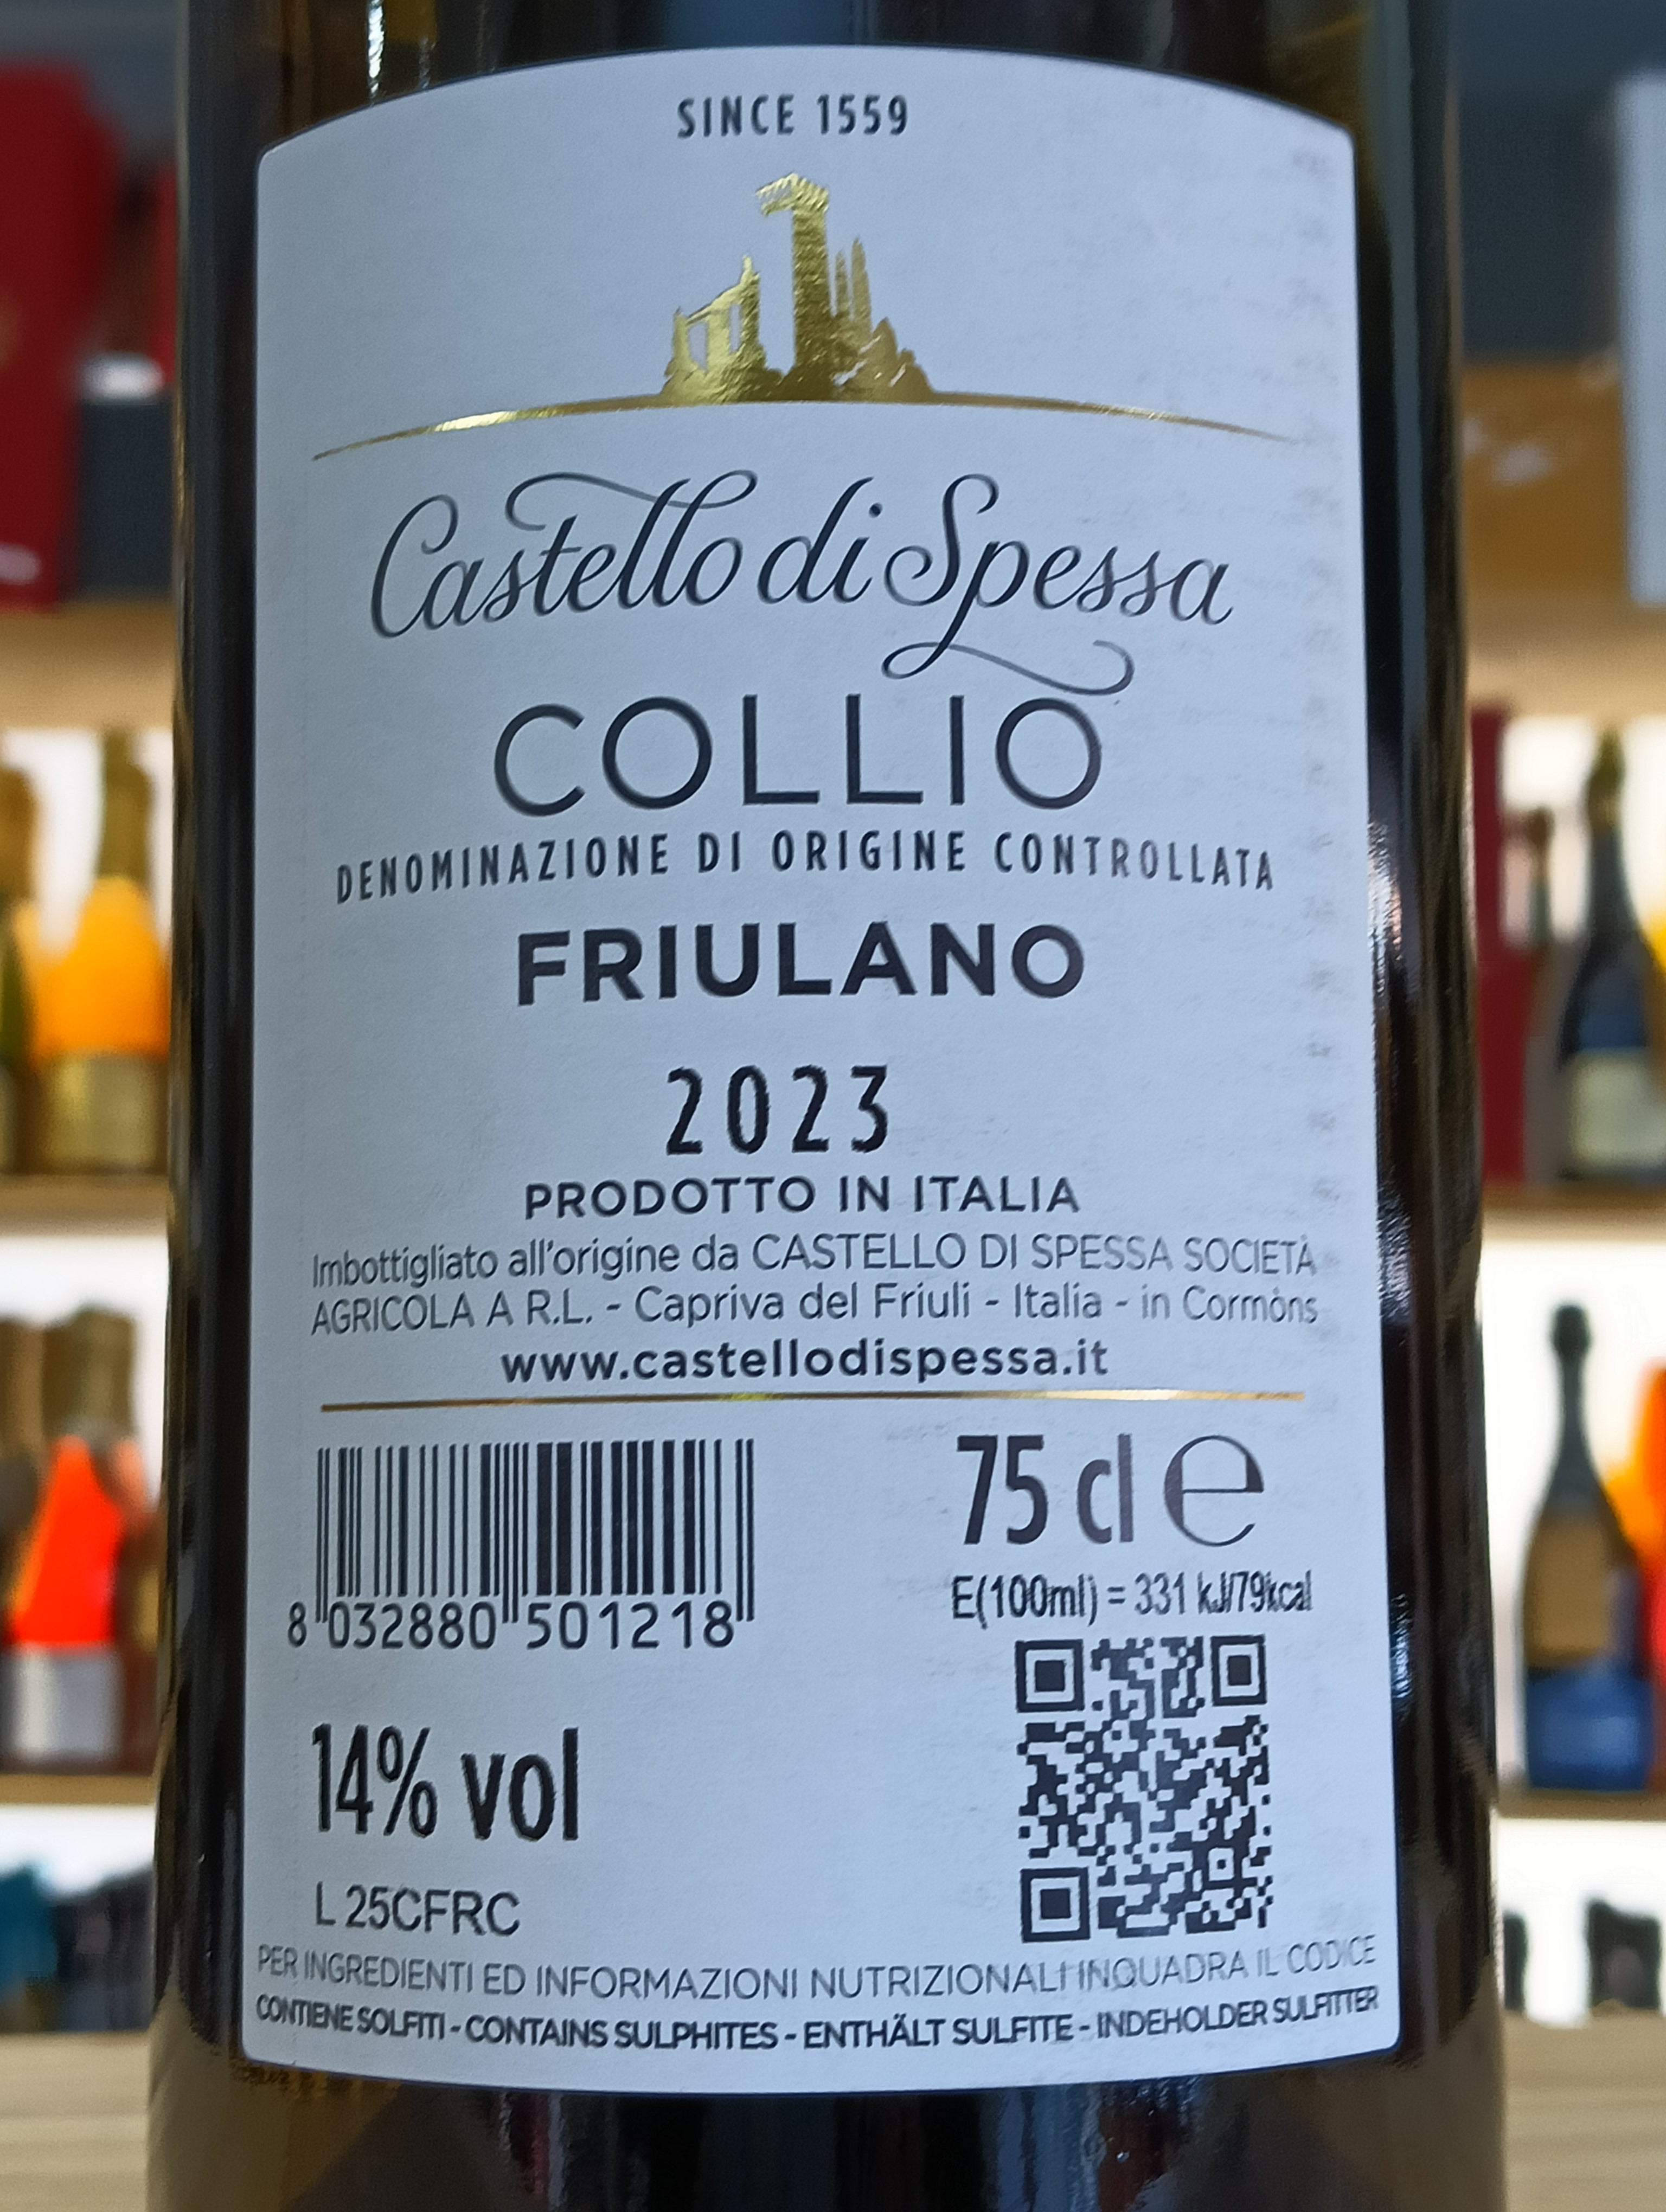 SINCE 1559
Castello di Spessa
COLLIO
DENOMINAZIONE DI ORIGINE CONTROLLATA
FRIULANO
2023
PRODOTTO IN ITALIA
Imbottigliato all'origine da CASTELLO DI SPESSA SOCIETÀ
AGRICOLA A R.L. - Capriva del Friuli - Italia - in Cormòns
www.castellodispessa.it
75 cl e
E(100ml) = 331 kJ/79kcal
8 032880 501218
14% vol
L 25CFRC
PER INGREDIENTI ED INFORMAZIONI NUTRIZIONALI INQUADRA IL CODICE
CONTIENE SOLFITI - CONTAINS SULPHITES - ENTHÄLT SULFITE - INDEHOLDER SULFITTER